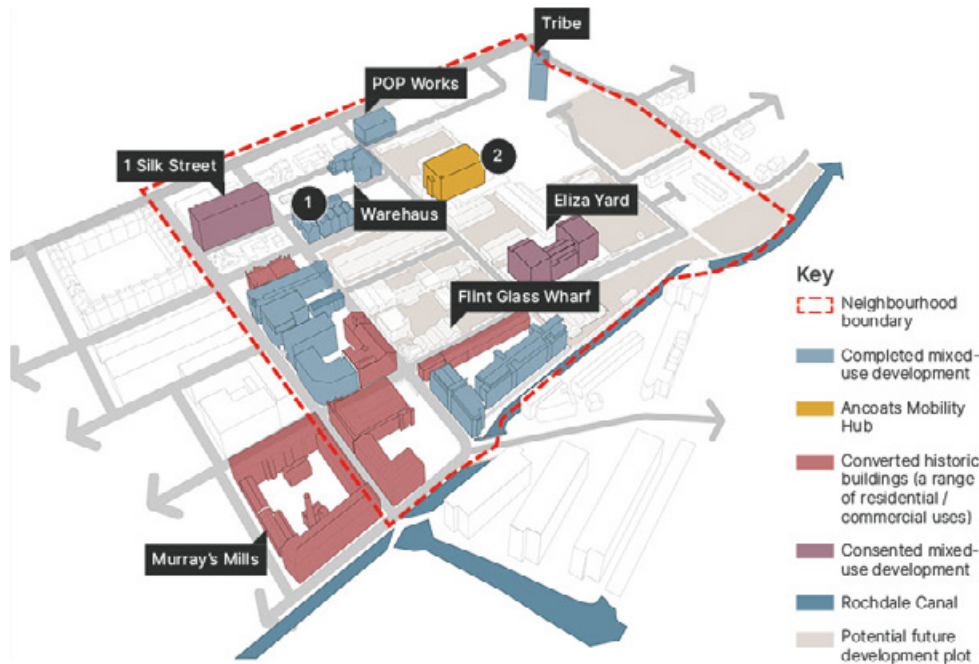 Tribe
POP Works
1 Silk Street
2
1
Warehaus
Eliza Yard
Flint Glass Wharf
Murray's Mills
Key
Neighbourhood
boundary
Completed mixed-
use development
Ancoats Mobility
Hub
Converted historic
buildings (a range
of residential /
commercial uses)
Consented mixed-
use development
Rochdale Canal
Potential future
development plot